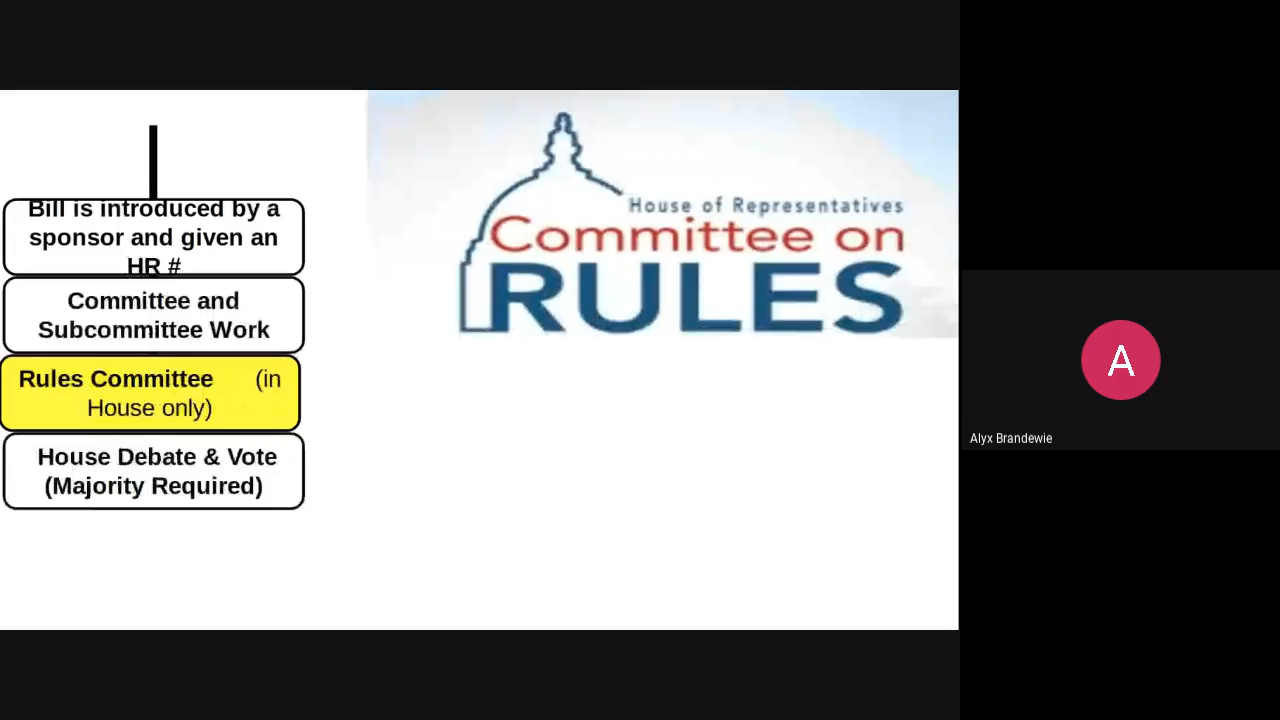 Bill is introduced by a
sponsor and given an
HR #
Committee and
Subcommittee Work
Rules Committee (in
House only)
House Debate & Vote
(Majority Required)
House of Representatives
Committee on
RULES
A
Alyx Brandewie